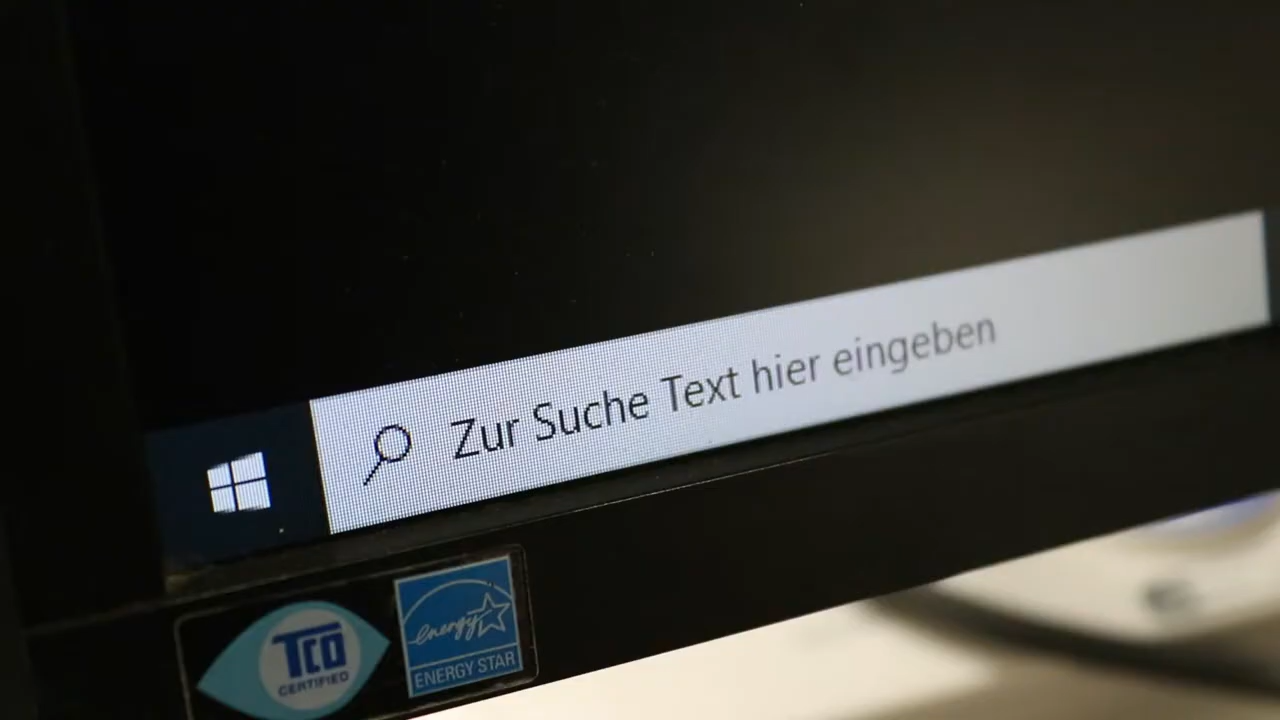 Zur Suche Text hier eingeben
TCO
CERTIFIED
energy
ENERGY STAR